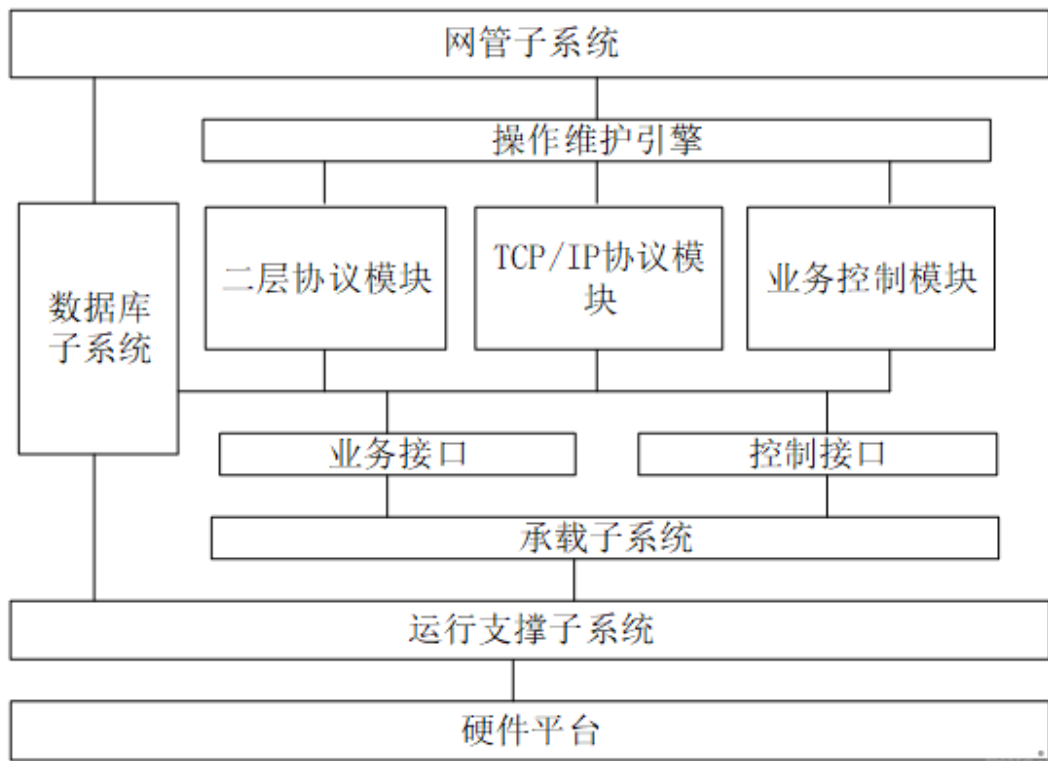 网管子系统
操作维护引擎
二层协议模块
TCP/IP协议模
块
业务控制模块
数据库
子系统
业务接口
控制接口
承载子系统
运行支撑子系统
硬件平台